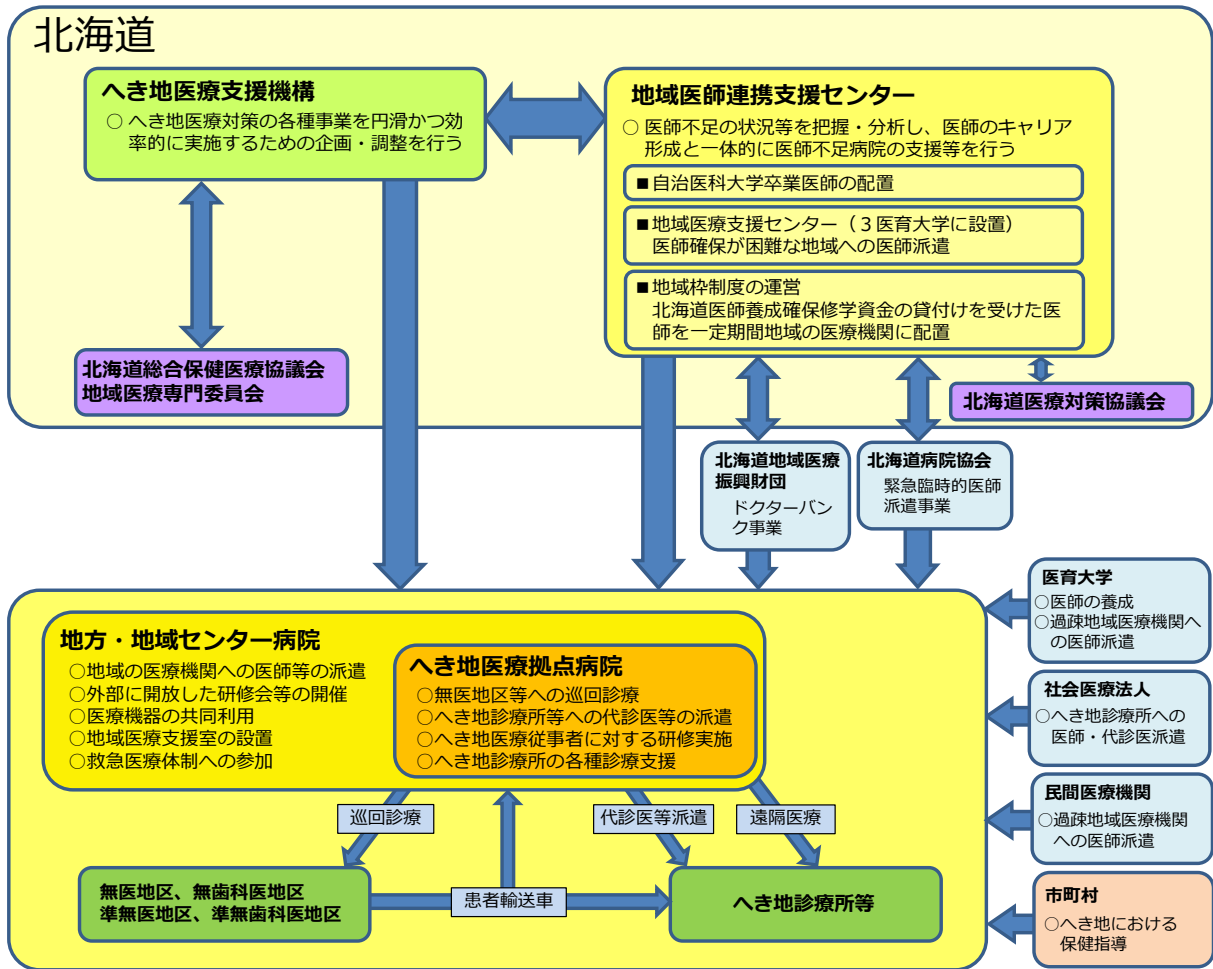 北海道
へき地医療支援機構
○ へき地医療対策の各種事業を円滑かつ効
率的に実施するための企画・調整を行う
地域医師連携支援センター
○ 医師不足の状況等を把握・分析し、医師のキャリア
形成と一体的に医師不足病院の支援等を行う
■自治医科大学卒業医師の配置
■地域医療支援センター（３医育大学に設置）
医師確保が困難な地域への医師派遣
■地域枠制度の運営
北海道医師養成確保修学資金の貸付けを受けた医
師を一定期間地域の医療機関に配置
北海道総合保健医療協議会
地域医療専門委員会
北海道医療対策協議会
北海道地域医療
振興財団
ドクターバン
ク事業
北海道病院協会
緊急臨時的医師
派遣事業
地方・地域センター病院
○地域の医療機関への医師等の派遣
○外部に開放した研修会等の開催
○医療機器の共同利用
○地域医療支援室の設置
○救急医療体制への参加
へき地医療拠点病院
○無医地区等への巡回診療
○へき地診療所等への代診医等の派遣
○へき地医療従事者に対する研修実施
○へき地診療所の各種診療支援
巡回診療
代診医等派遣
遠隔医療
無医地区、無歯科医地区
準無医地区、準無歯科医地区
患者輸送車
へき地診療所等
医育大学
○医師の養成
○過疎地域医療機関へ
の医師派遣
社会医療法人
○へき地診療所への
医師・代診医派遣
民間医療機関
○過疎地域医療機関
への医師派遣
市町村
○へき地における
保健指導